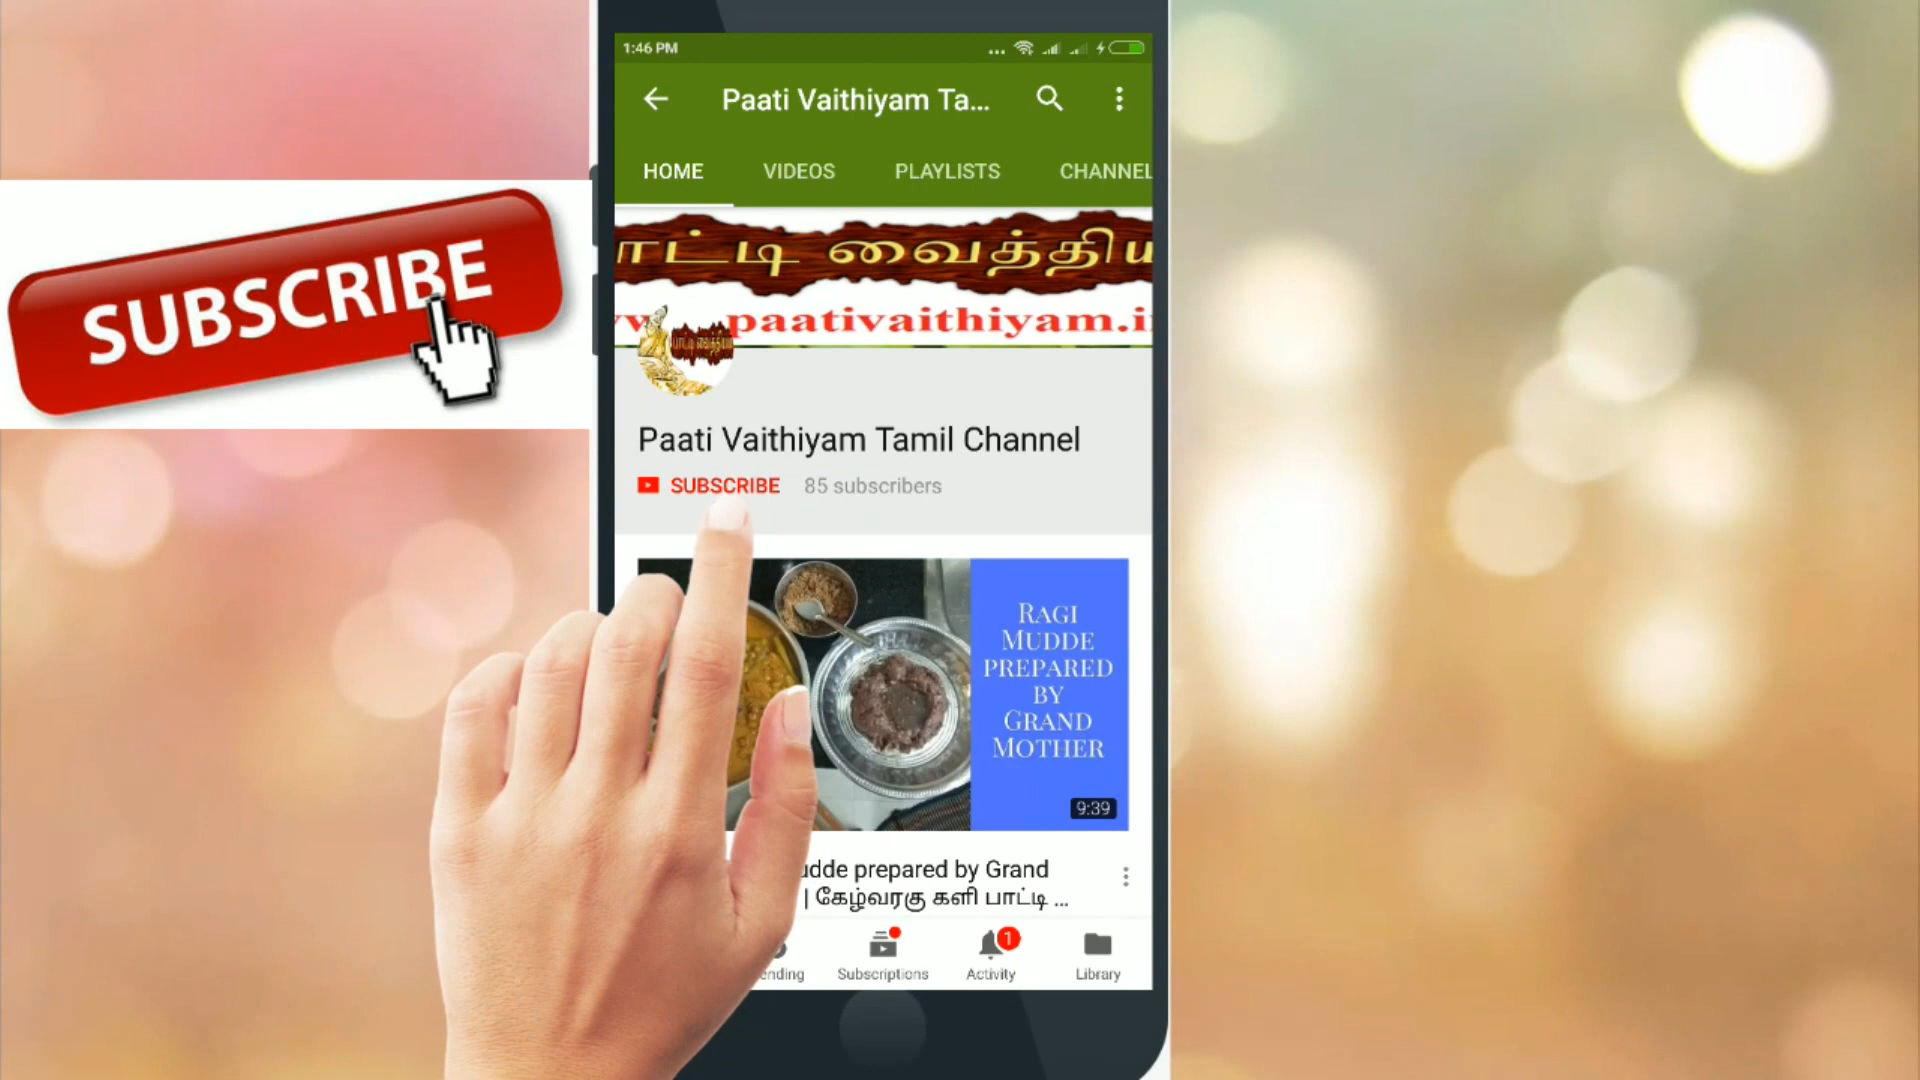 SUBSCRIBE
1:46 PM
Paati Vaithiyam Ta...
HOME VIDEOS PLAYLISTS CHANNEL
பாட்டி வைத்திய
paativaithiyam.i
பாட்டி வைத்திய
Paati Vaithiyam Tamil Channel
SUBSCRIBE 85 subscribers
RAGI
MUDDE
PREPARED
BY
GRAND
MOTHER
9:39
udde prepared by Grand
| கேழ்வரகு களி பாட்டி ...
ending Subscriptions 1 Activity Library